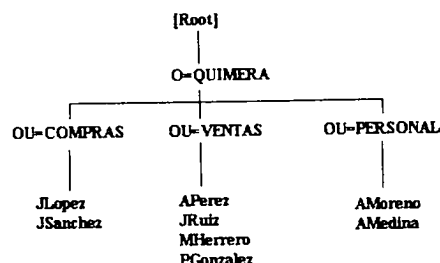 [Root]
O=QUIMERA
OU=COMPRAS
OU=VENTAS
OU=PERSONAL
JLopez
JSanchez
APerez
JRuiz
MHerrero
PGonzalez
AMoreno
AMedina